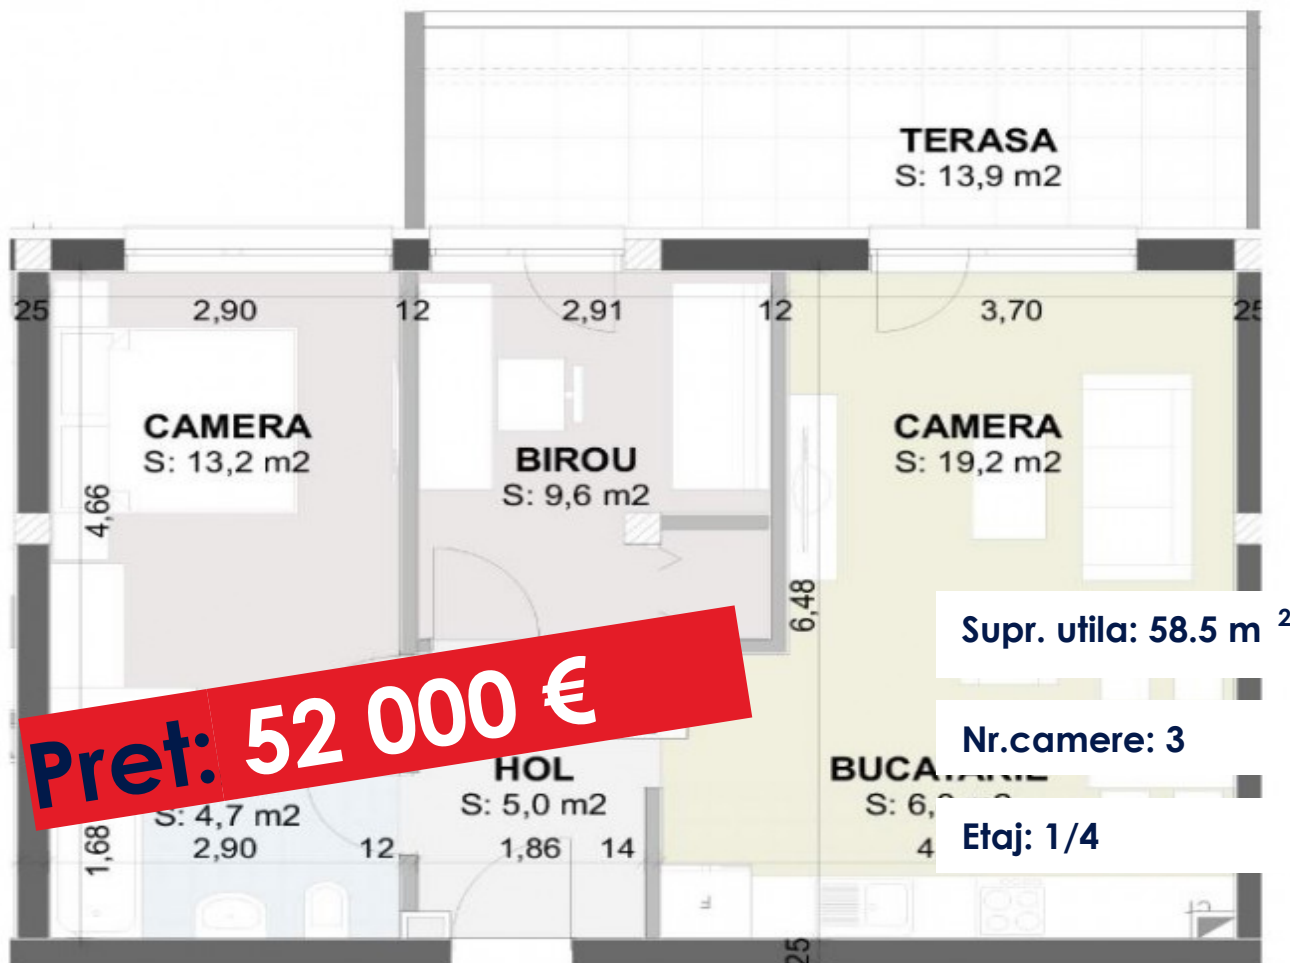 TERASA
S: 13,9 m2
25
2,90
12
2,91
12
3,70
25
CAMERA
S: 13,2 m2
BIROU
S: 9,6 m2
CAMERA
S: 19,2 m2
4,66
6,48
Supr. utila: 58.5 m 2
Pret: 52 000 €
Nr.camere: 3
HOL
S: 5,0 m2
BUCATARIE
S: 4,7 m2
2,90
12
1,86
14
Etaj: 1/4
1,68
25